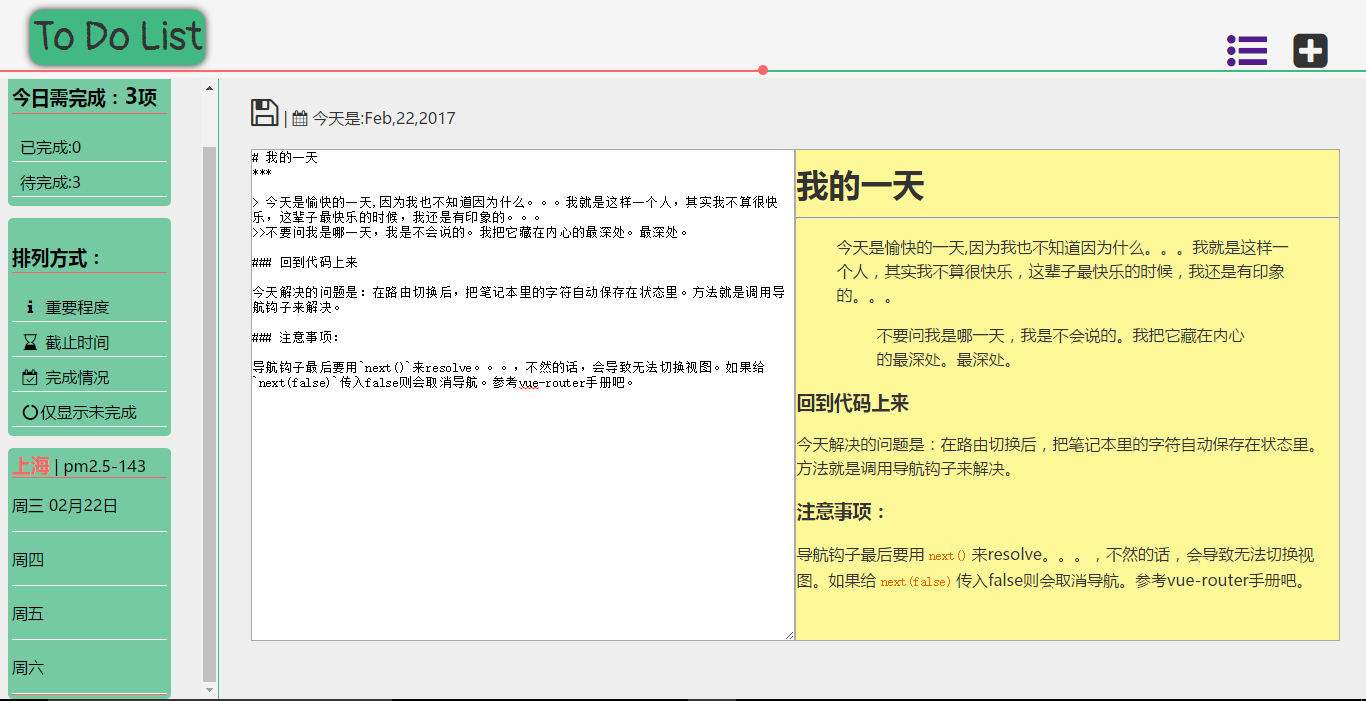 To Do List
今日需完成：3项
已完成:0
待完成:3
排列方式：
重要程度
截止时间
完成情况
仅显示未完成
上海 | pm2.5-143
周三 02月22日
周四
周五
周六
| 今天是:Feb,22,2017
# 我的一天
***
> 今天是愉快的一天,因为我也不知道因为什么。。。我就是这样一个人，其实我不算很快
乐，这辈子最快乐的时候，我还是有印象的。。。
>>不要问我是哪一天，我是不会说的。我把它藏在内心的最深处。最深处。
### 回到代码上来
今天解决的问题是：在路由切换后，把笔记本里的字符自动保存在状态里。方法就是调用导
航钩子来解决。
### 注意事项：
导航钩子最后要用`next()`来resolve。。。，不然的话，会导致无法切换视图。如果给
`next(false)`传入false则会取消导航。参考vue-router手册吧。
我的一天
今天是愉快的一天,因为我也不知道因为什么。。。我就是这样一
个人，其实我不算很快乐，这辈子最快乐的时候，我还是有印象
的。。。
不要问我是哪一天，我是不会说的。我把它藏在内心
的最深处。最深处。
回到代码上来
今天解决的问题是：在路由切换后，把笔记本里的字符自动保存在状态里。
方法就是调用导航钩子来解决。
注意事项：
导航钩子最后要用 next() 来resolve。。。，不然的话，会导致无法切换视
图。如果给 next(false) 传入false则会取消导航。参考vue-router手册吧。